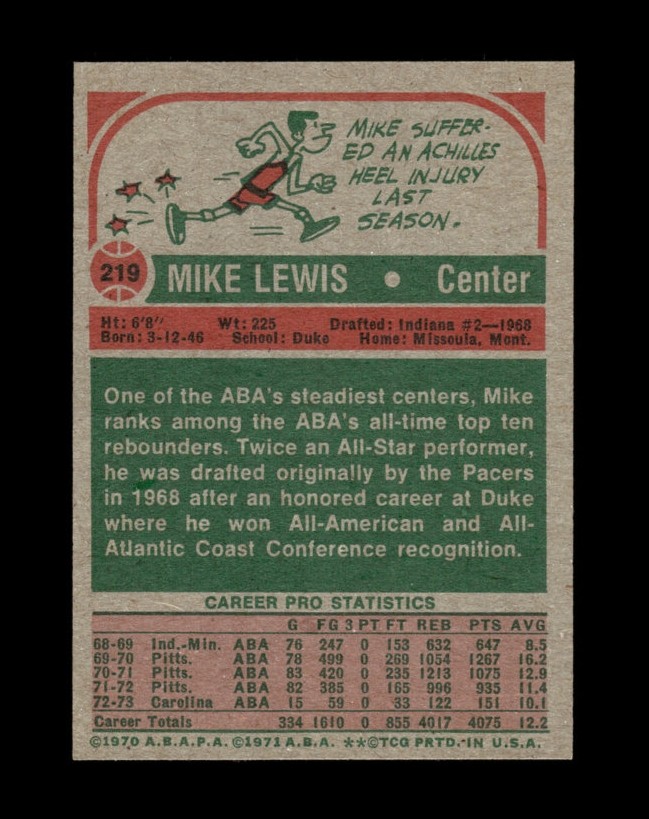 MIKE SUFFER-
ED AN ACHILLES
HEEL INJURY
LAST
SEASON.
219 MIKE LEWIS • Center
Ht: 6'8" Wt: 225 Drafted: Indiana #2—1968
Born: 3-12-46 School: Duke Home: Missoula, Mont.
One of the ABA's steadiest centers, Mike
ranks among the ABA's all-time top ten
rebounders. Twice an All-Star performer,
he was drafted originally by the Pacers
in 1968 after an honored career at Duke
where he won All-American and All-
Atlantic Coast Conference recognition.
CAREER PRO STATISTICS
G FG 3 PT FT REB PTS AVG
68-69 Ind.-Min. ABA 76 247 0 153 632 647 8.5
69-70 Pitts. ABA 78 499 0 269 1054 1267 16.2
70-71 Pitts. ABA 83 420 0 235 1213 1075 12.9
71-72 Pitts. ABA 82 385 0 165 996 935 11.4
72-73 Carolina ABA 15 59 0 33 122 151 10.1
Career Totals 334 1610 0 855 4017 4075 12.2
©1970 A.B.A.P.A. ©1971 A.B.A. **©TCG PRTD. IN U.S.A.